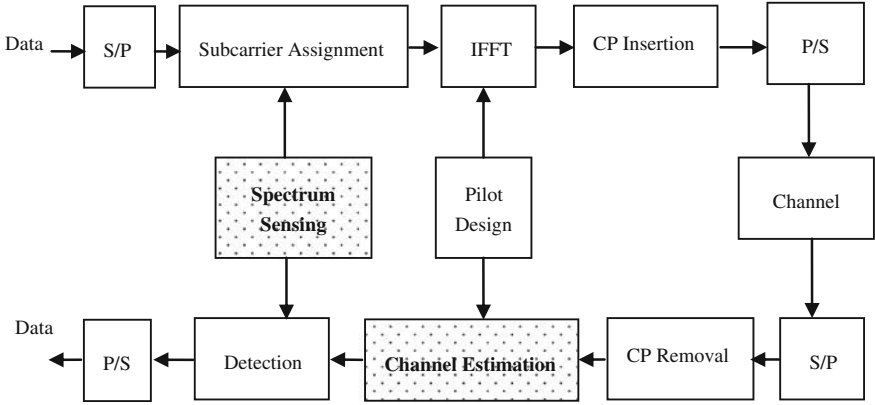 Data
S/P
Subcarrier Assignment
IFFT
CP Insertion
P/S
Spectrum
Sensing
Pilot
Design
Channel
Data
P/S
Detection
Channel Estimation
CP Removal
S/P